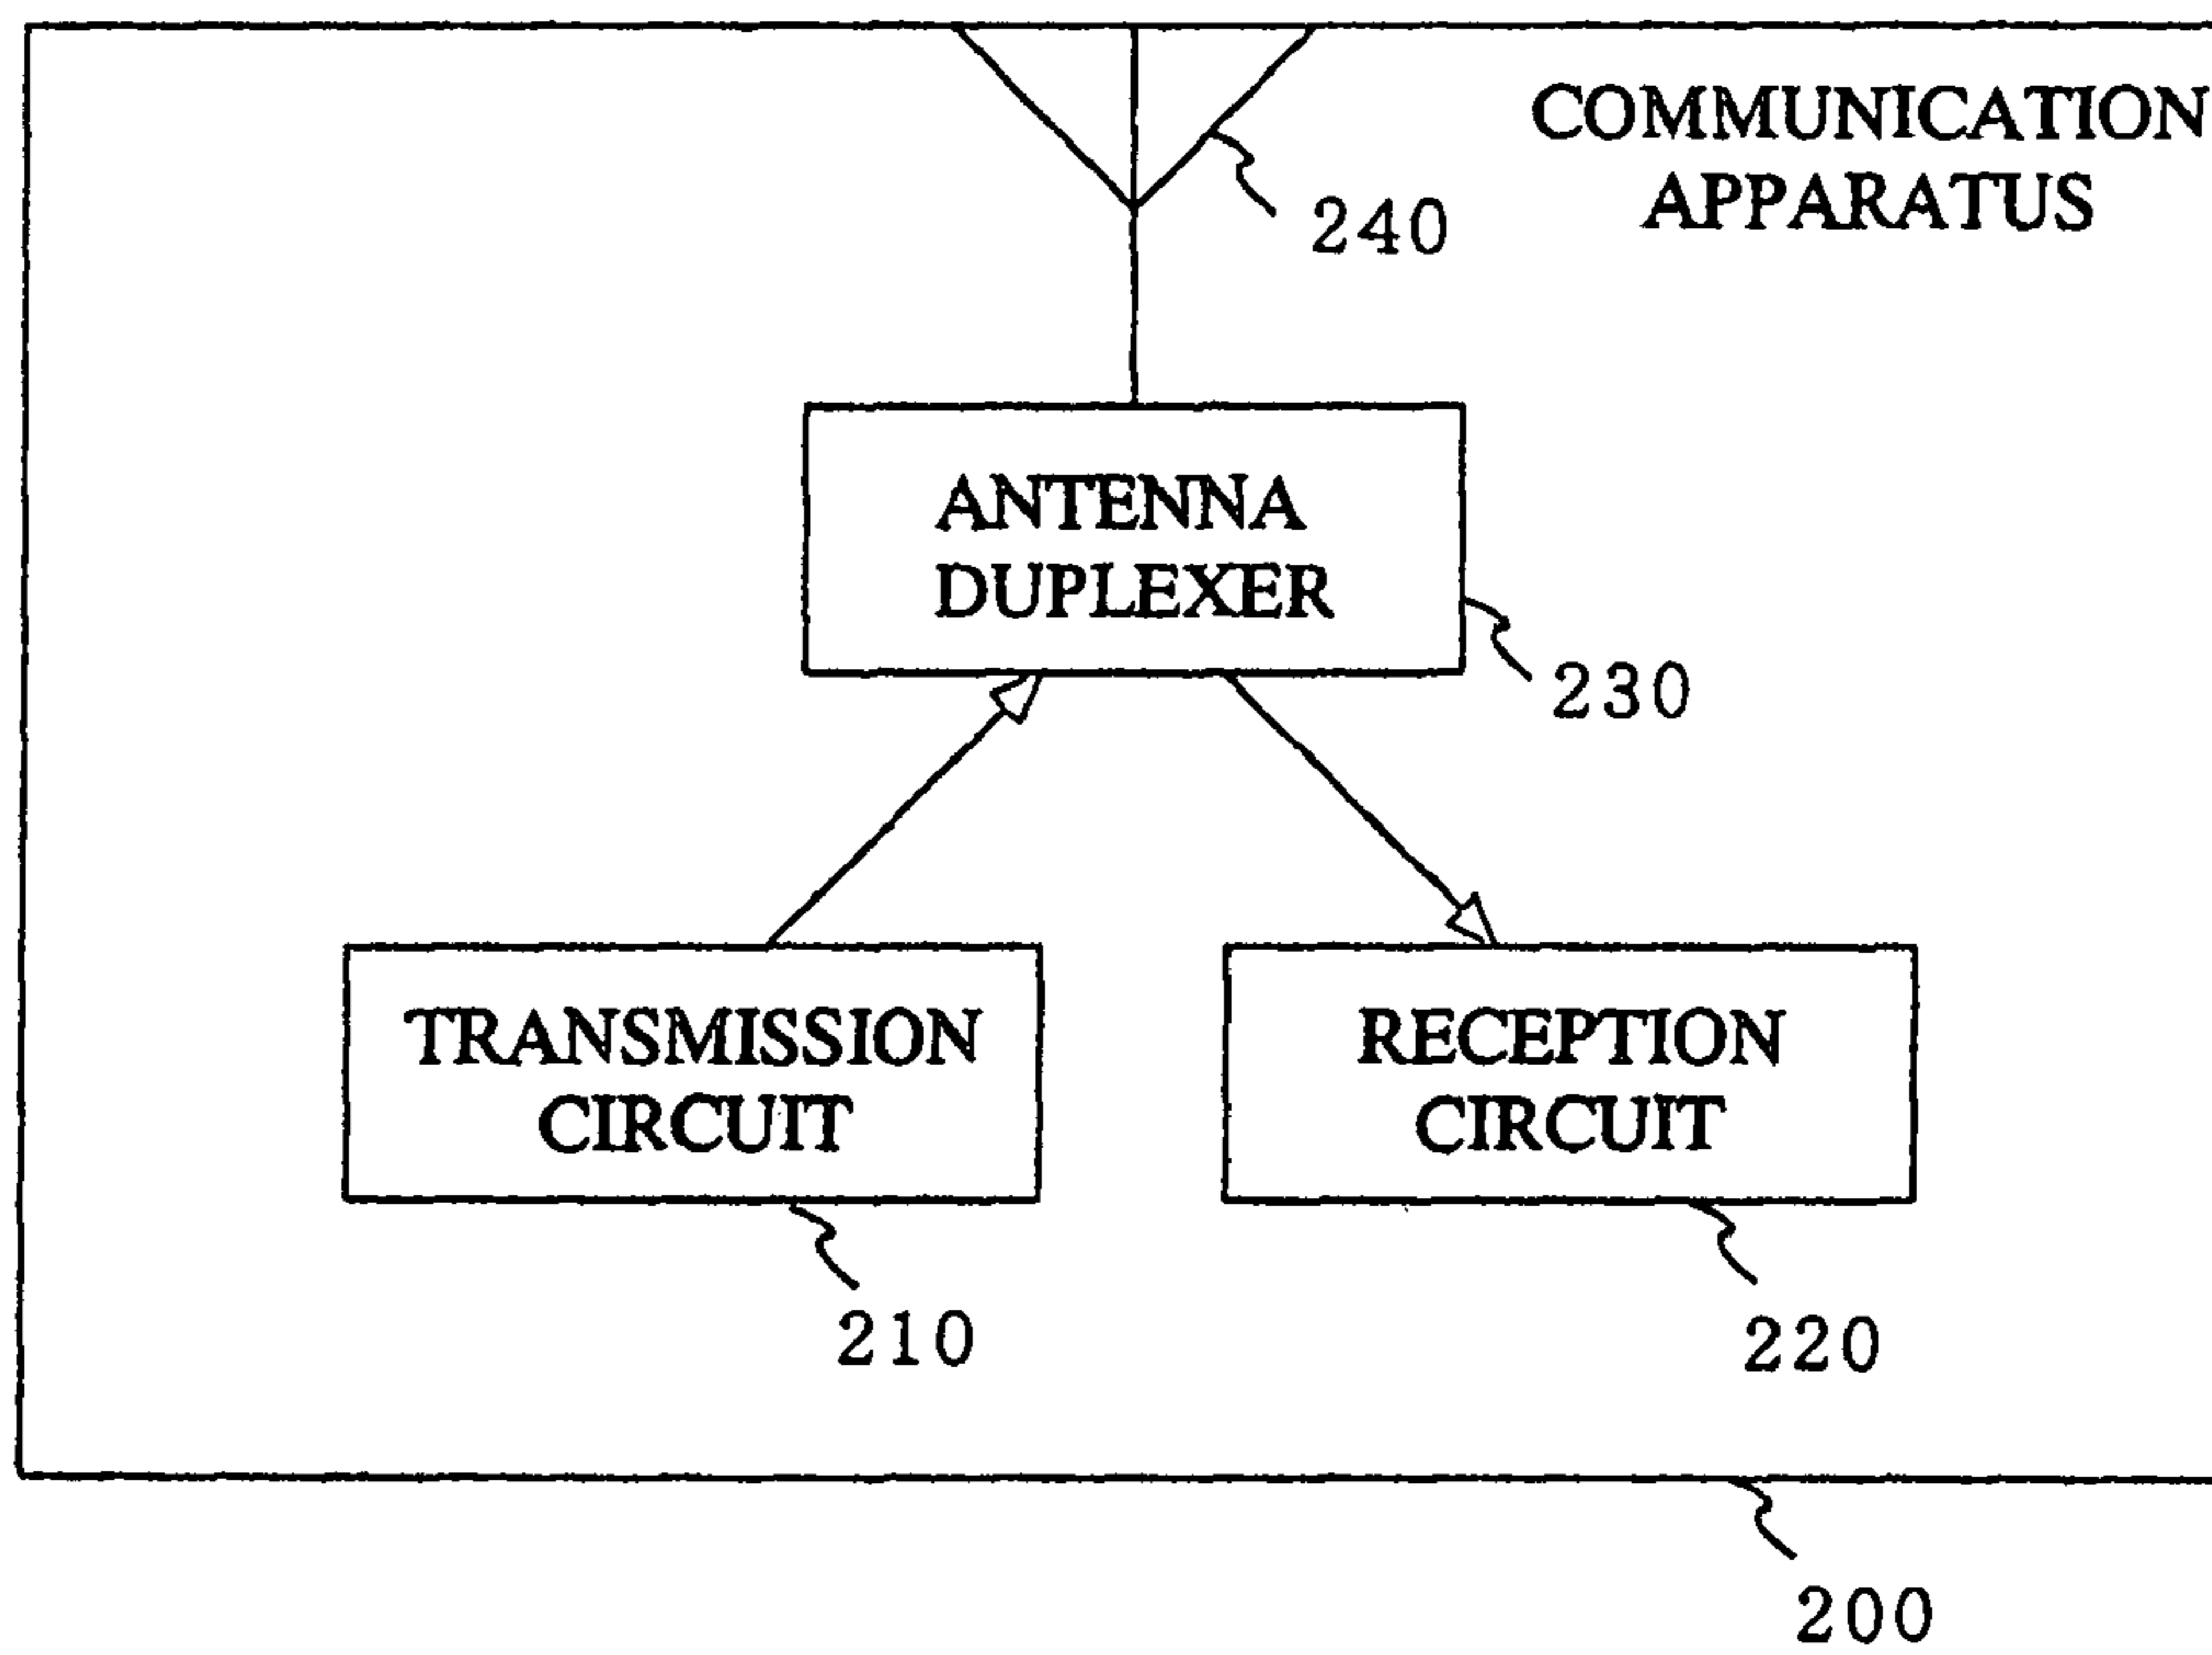 COMMUNICATION
APPARATUS
240
ANTENNA
DUPLEXER
230
TRANSMISSION
CIRCUIT
RECEPTION
CIRCUIT
210
220
200